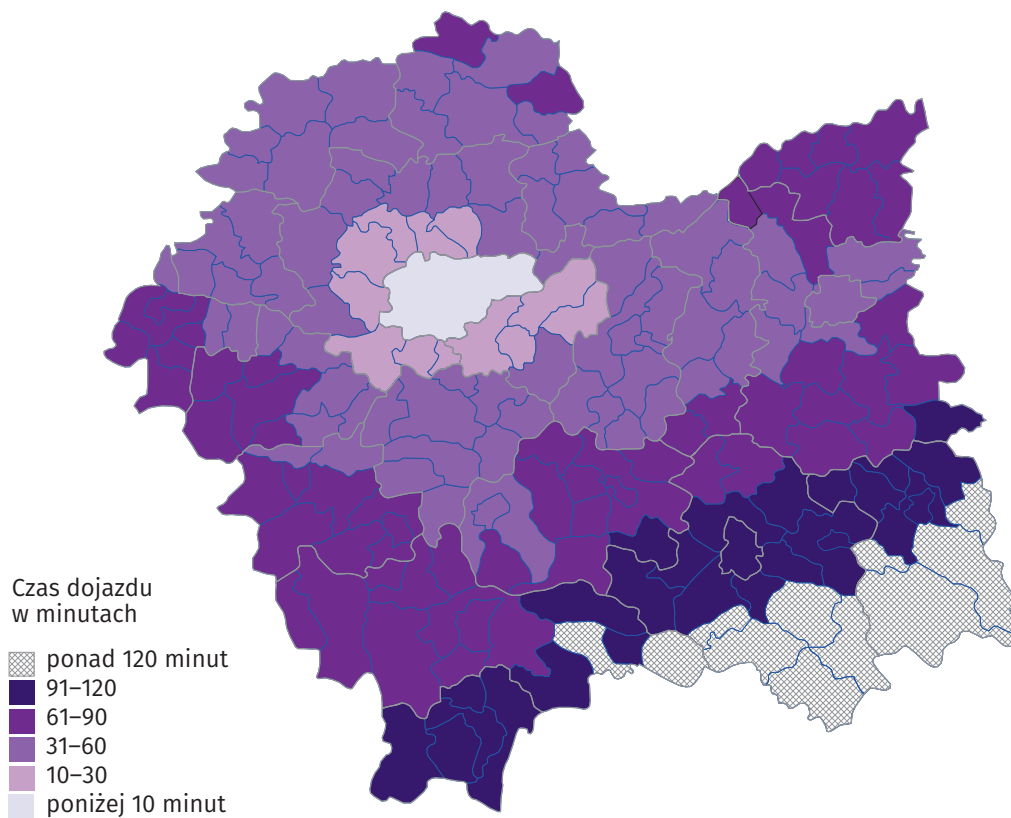 Czas dojazdu
w minutach
ponad 120 minut
91–120
61–90
31–60
10–30
poniżej 10 minut